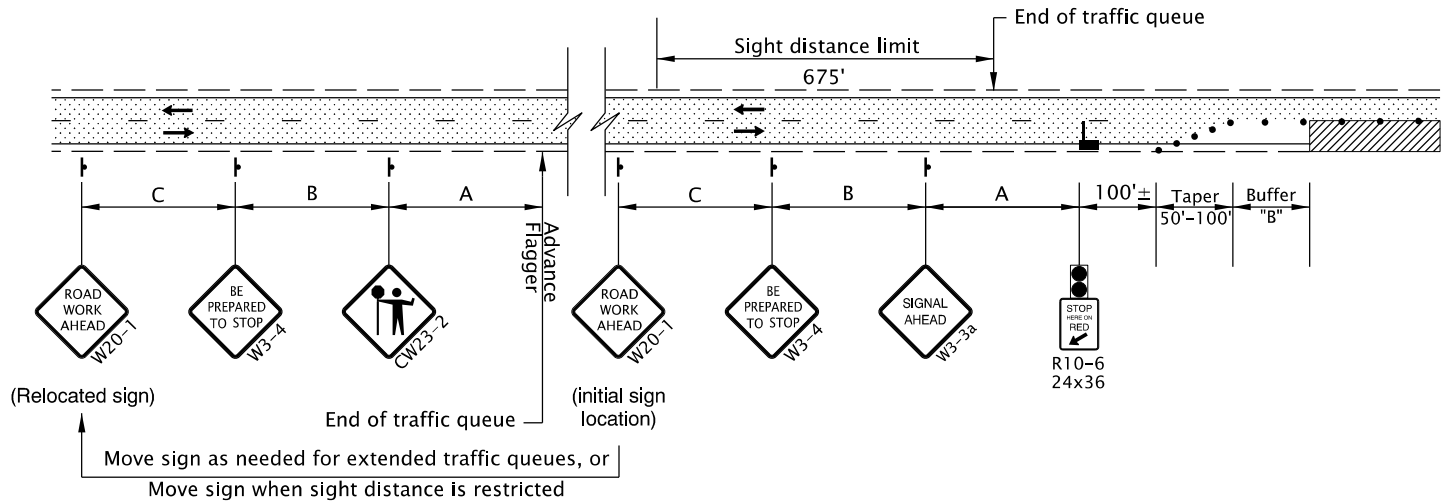 End of traffic queue
Sight distance limit
675'
C
B
A
Advance
Flagger
C
B
A
100'±
Taper
50'-100'
Buffer
"B"
ROAD
WORK
AHEAD
W20-1
BE
PREPARED
TO STOP
W3-4
CW23-2
ROAD
WORK
AHEAD
W20-1
BE
PREPARED
TO STOP
W3-4
SIGNAL
AHEAD
W3-3a
STOP
HERE ON
RED
R10-6
24x36
(Relocated sign)
End of traffic queue
(initial sign
location)
Move sign as needed for extended traffic queues, or
Move sign when sight distance is restricted